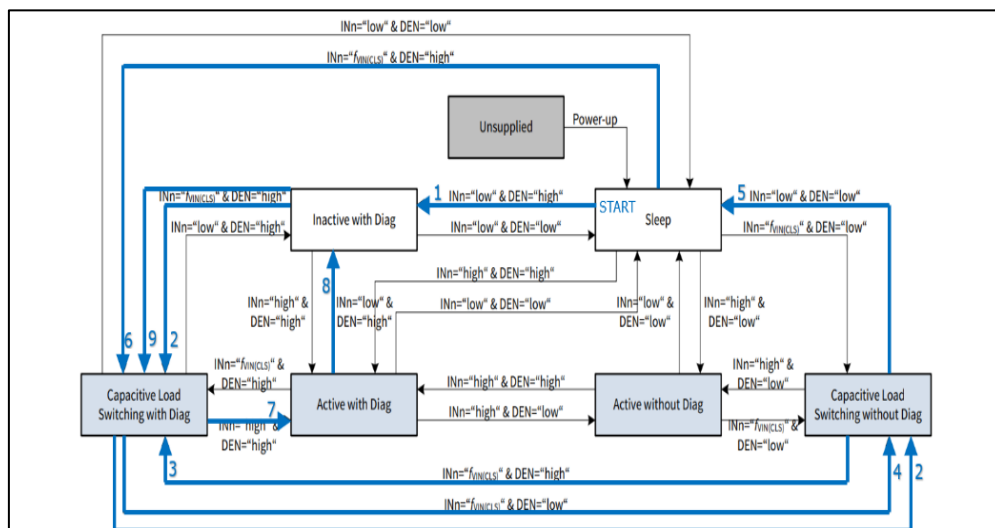 INn=“low“ & DEN=“low“
INn=“fVIN(CLS)“ & DEN=“high“
Unsupplied
Power-up
INn=“fVIN(CLS)“ & DEN=“high“
1
INn=“low“ & DEN=“high“
5
INn=“low“ & DEN=“low“
START
Inactive with Diag
Sleep
INn=“low“ & DEN=“high“
INn=“low“ & DEN=“low“
INn=“fVIN(CLS)“ & DEN=“low“
INn=“high“ & DEN=“high“
8
INn=“high“ &
DEN=“high“
INn=“low“ &
DEN=“high“
INn=“low“ & DEN=“low“
INn=“low“ &
DEN=“low“
INn=“high“ &
DEN=“low“
6
9
2
INn=“fVIN(CLS)“ &
DEN=“high“
INn=“high“ & DEN=“high“
INn=“high“ &
DEN=“low“
Capacitive Load
Switching with Diag
7
Active with Diag
Active without Diag
Capacitive Load
Switching without Diag
INn=“high“ &
DEN=“high“
INn=“high“ & DEN=“low“
INn=“fVIN(CLS)“ &
DEN=“low“
3
INn=“fVIN(CLS)“ & DEN=“high“
4
2
INn=“fVIN(CLS)“ & DEN=“low“